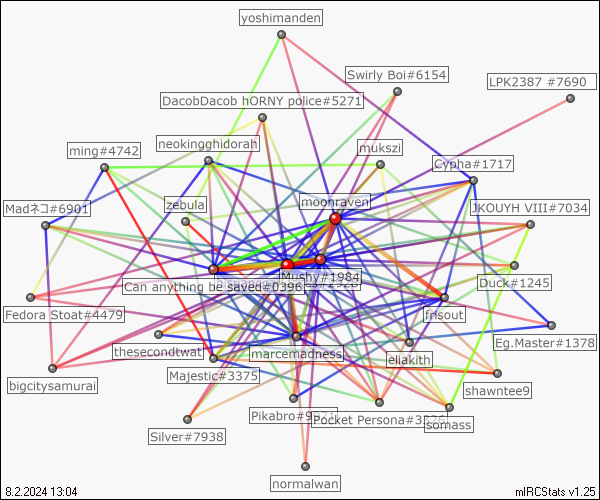 yoshimanden
Swirly Boi#6154
LPK2387 #7690
DacobDacob hORNY police#5271
neokingghidorah
mukszi
ming#4742
Cypha#1717
zebula
moonraven
Madネコ#6901
JKOUYH VIII#7034
Mushy#1984
Can anything be saved#0396
Duck#1245
Fedora Stoat#4479
frisout
thesecondtwat
marcemadness
eliakith
Eg.Master#1378
bigcitysamurai
Majestic#3375
shawntee9
Pikabro#9
Pocket Persona#3
somass
Silver#7938
normalwan
8.2.2024 13:04
mIRCStats v1.25